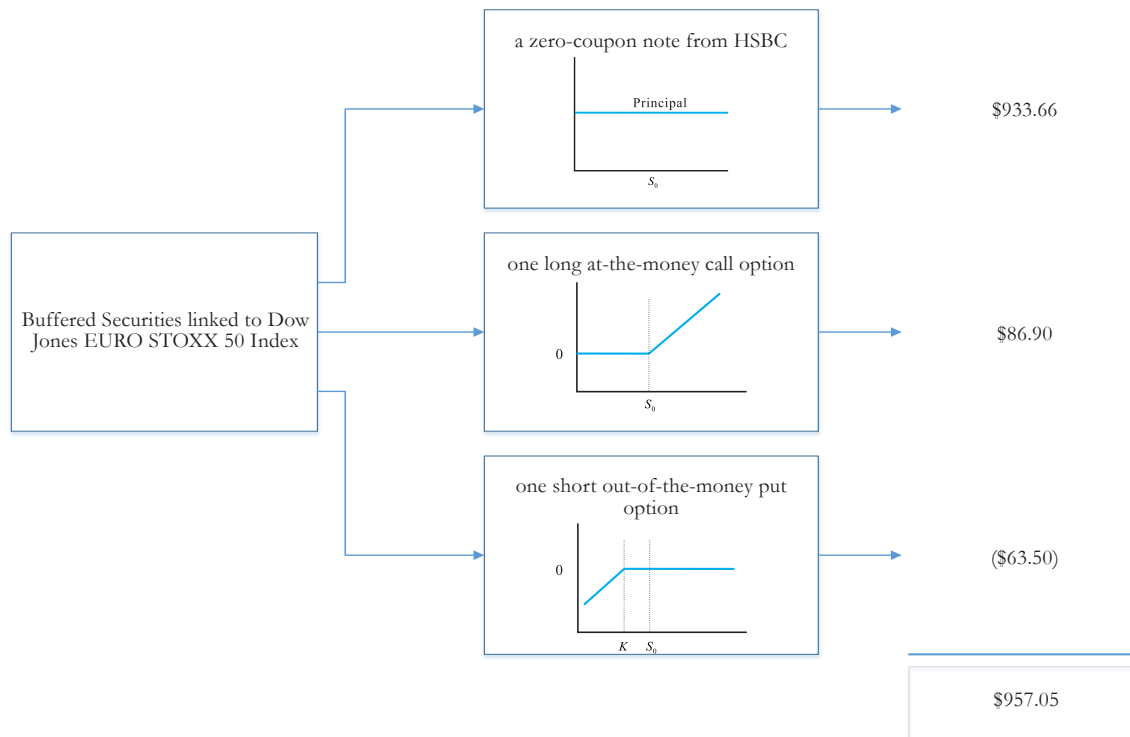 a zero-coupon note from HSBC
Principal
S₀
$933.66
Buffered Securities linked to Dow
Jones EURO STOXX 50 Index
one long at-the-money call option
0
S₀
$86.90
one short out-of-the-money put
option
0
K S₀
($63.50)
$957.05